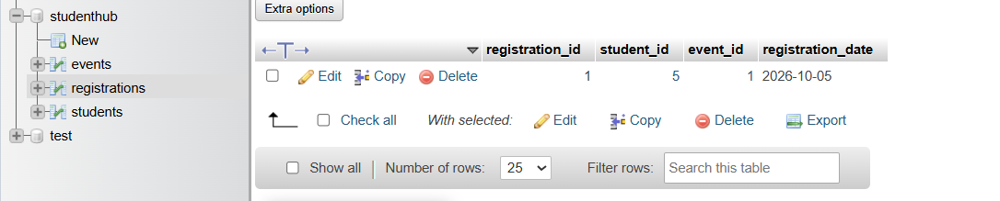 studenthub
New
events
registrations
students
test
Extra options
registration_id student_id event_id registration_date
Edit Copy Delete 1 5 1 2026-10-05
Check all With selected: Edit Copy Delete Export
Show all Number of rows: 25 Filter rows: Search this table